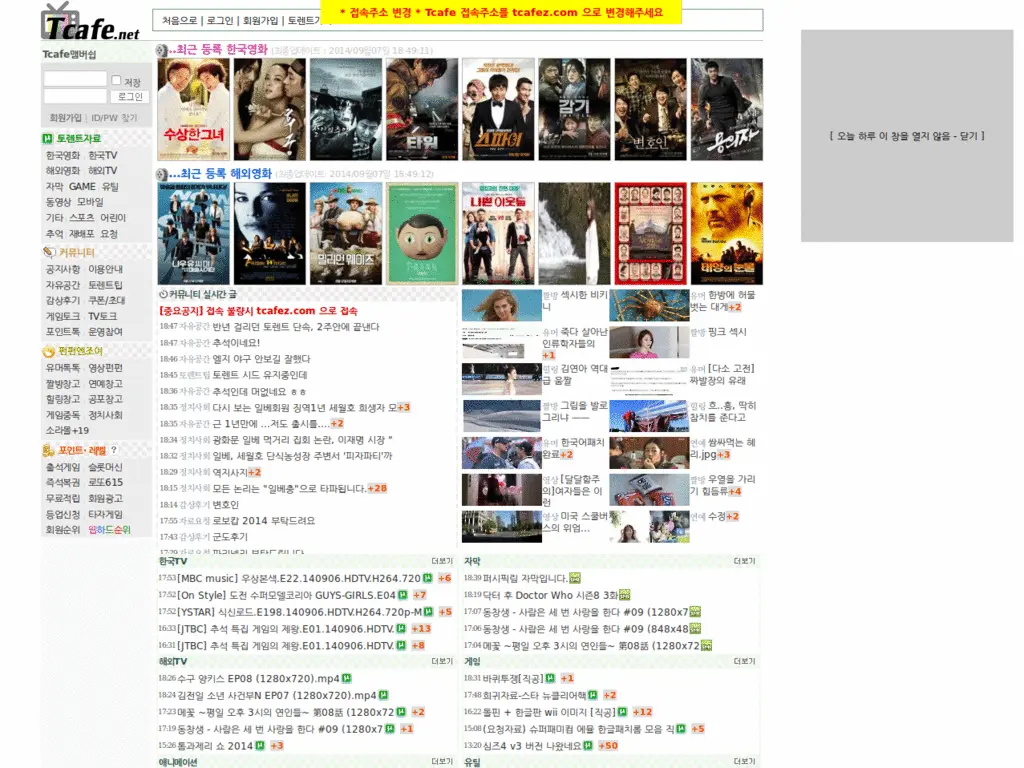 * 접속주소 변경 * Tcafe 접속주소를 tcafez.com 으로 변경해주세요
Tcafe.net
처음으로 | 로그인 | 회원가입 | 토렌트
Tcafe맴버쉽
저장
로그인
회원가입 | ID/PW 찾기
토렌트자료
한국영화 한국TV
해외영화 해외TV
자막 GAME 유틸
동영상 모바일
기타 스포츠 어린이
추억 재배포 요청
커뮤니티
공지사항 이용안내
자유공간 토렌트팁
감상후기 쿠폰/초대
게임토크 TV토크
포인트톡 운영참여
펀펀엔조이
유머톡톡 영상펀펀
짤방창고 연예창고
힐링창고 공포창고
게임중독 정치사회
소라엘+19
포인트·레벨 ?
출석게임 슬롯머신
즉석복권 로또615
무료적립 회원광고
등업신청 타자게임
회원순위 웹하드순위
..최근 등록 한국영화 (최종업데이트 : 2014/09월07일 18:49:11)
수상한그녀
타워
스파이
감기
변호인
용의자
...최근 등록 해외영화 (최종업데이트 : 2014/09월07일 18:49:12)
나우 유 씨 미
밀리언 웨이즈
나쁜 이웃들
태양의 눈물
[ 오늘 하루 이 창을 열지 않음 - 닫기 ]
커뮤니티 실시간 글
[중요공지] 접속 불량시 tcafez.com 으로 접속
18:47 자유공간 반년 걸리던 토렌트 단속, 2주안에 끝낸다
18:47 자유공간 추석이네요!
18:46 자유공간 엘지 야구 안보길 잘했다
18:45 토렌트팁 토렌트 시드 유지중인데
18:36 자유공간 추석인데 머없네요 ㅎㅎ
18:35 정치사회 다시 보는 일베회원 징역1년 세월호 희생자 모+3
18:35 자유공간 근 1년만에 ...저도 출시틀....+2
18:34 정치사회 광화문 일베 먹거리 집회 논란, 이재명 시장 "
18:32 정치사회 일베, 세월호 단식농성장 주변서 '피자파티'까
18:29 정치사회 역지사지+2
18:15 정치사회 모든 논리는 "일베충"으로 타파됩니다.+28
18:14 감상후기 변호인
17:55 자료요청 로보캅 2014 부탁드려요
17:43 감상후기 군도후기
짤방 섹시한 비키니
유머 한방에 허물 벗는 대게+2
유머 죽다 살아난 인류학자들의 +1
짤방 핑크 섹시
힐링 김연아 역대급 움짤
유머 [다소 고전] 짜발장의 유래
짤방 그림을 발로 그리냐 ㅡㅡ
힐링 흐..흥, 딱히 참치를 준다고
유머 한국어패치 완료+2
연예 쌈싸먹는 혜리.jpg+3
영상 [달달함주의]여자들은 이런
짤방 우열을 가리기 힘들류+4
영상 미국 스쿨버스의 위엄...
연예 수정+2
한국TV 더보기
17:53 [MBC music] 우상본색.E22.140906.HDTV.H264.720 +6
17:52 [On Style] 도전 수퍼모델코리아 GUYS-GIRLS.E04 +7
17:52 [YSTAR] 식신로드.E198.140906.HDTV.H264.720p-M +5
16:33 [JTBC] 추석 특집 게임의 제왕.E01.140906.HDTV. +13
16:31 [JTBC] 추석 특집 게임의 제왕.E01.140906.HDTV. +8
자막 더보기
18:39 퍼시픽림 자막입니다.
18:19 닥터 후 Doctor Who 시즌8 3화
17:07 동창생 - 사람은 세 번 사랑을 한다 #09 (1280x7
17:06 동창생 - 사람은 세 번 사랑을 한다 #09 (848x48
17:04 메꽃 ~평일 오후 3시의 연인들~ 第08話 (1280x72
해외TV 더보기
18:26 수구 양키스 EP08 (1280x720).mp4
18:24 김전일 소년 사건부N EP07 (1280x720).mp4
17:23 메꽃 ~평일 오후 3시의 연인들~ 第08話 (1280x72 +2
17:19 동창생 - 사람은 세 번 사랑을 한다 #09 (1280x7 +1
15:26 톰과제리 쇼 2014 +3
게임 더보기
18:31 바퀴투쟁[직공] +1
17:48 희귀자료-스타 뉴클리어핵 +2
16:22 돌핀 + 한글판 wii 이미지 [직공] +12
15:08 (요청자료) 슈퍼패미컴 에뮬 한글패치롬 모음 직 +5
13:20 심즈4 v3 버전 나왔네요 +50
애니메이션 더보기
유틸 더보기